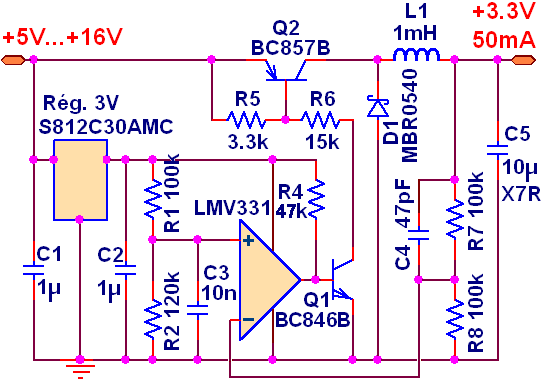 +5V...+16V
Q2
BC857B
L1
1mH
+3.3V
50mA
Rég. 3V
S812C30AMC
R5
3.3k
R6
15k
D1
MBR0540
C5
10µ
X7R
R1 100k
LMV331
R4
47k
C4 47pF
R7 100k
C1
1µ
C2
1µ
R2 120k
C3
10n
+
-
Q1
BC846B
R8 100k